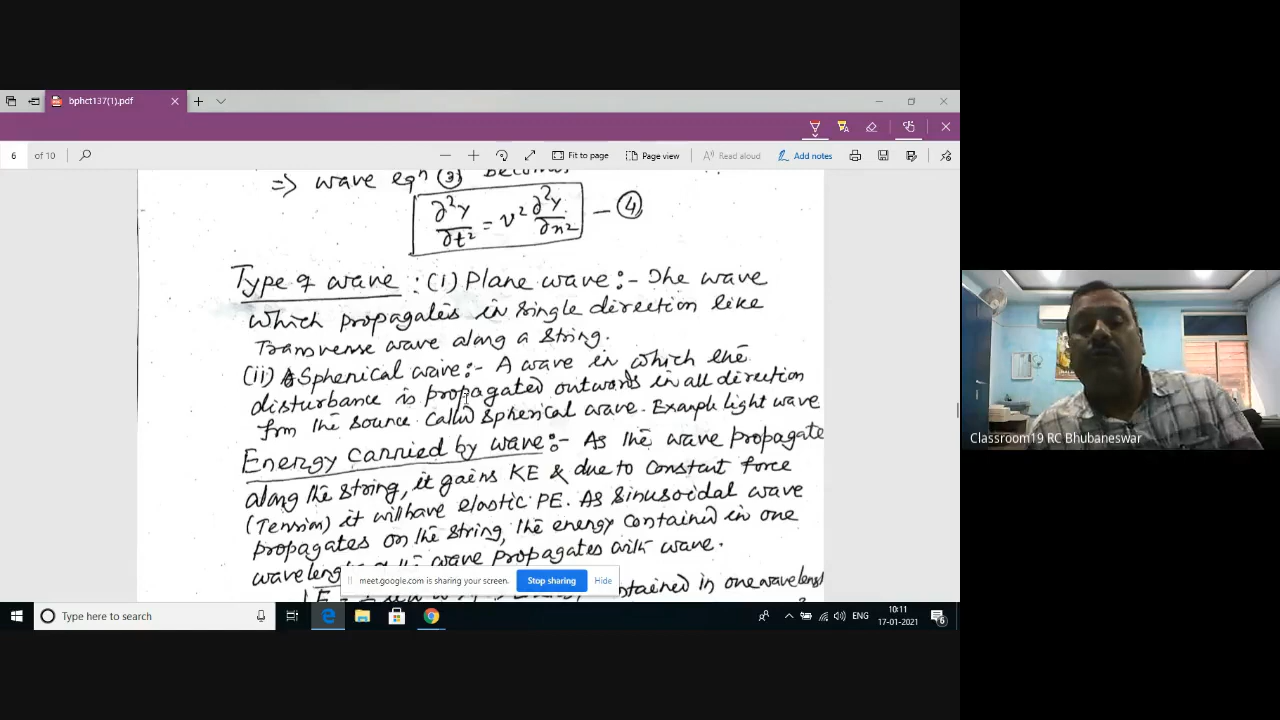 bphct137(1).pdf
6 of 10
Fit to page
Page view
Read aloud
Add notes
⇒ wave eqn (3) becomes
∂²y/∂t² = v² ∂²y/∂x² — (4)
Type of wave : (i) Plane wave :- The wave
which propagates in single direction like
Transverse wave along a string.
(ii) Spherical wave :- A wave in which the
disturbance is propagated outwards in all direction
from the source called spherical wave. Example light wave
Energy carried by wave :- As the wave propagate
along the string, it gains KE & due to constant force
(Tension) it will have elastic PE. As sinusoidal wave
propagates on the string, the energy contained in one
wave propagates with wave.
contained in one wavelengt
meet.google.com is sharing your screen.
Stop sharing
Hide
Classroom19 RC Bhubaneswar
Type here to search
ENG
10:11
17-01-2021
6